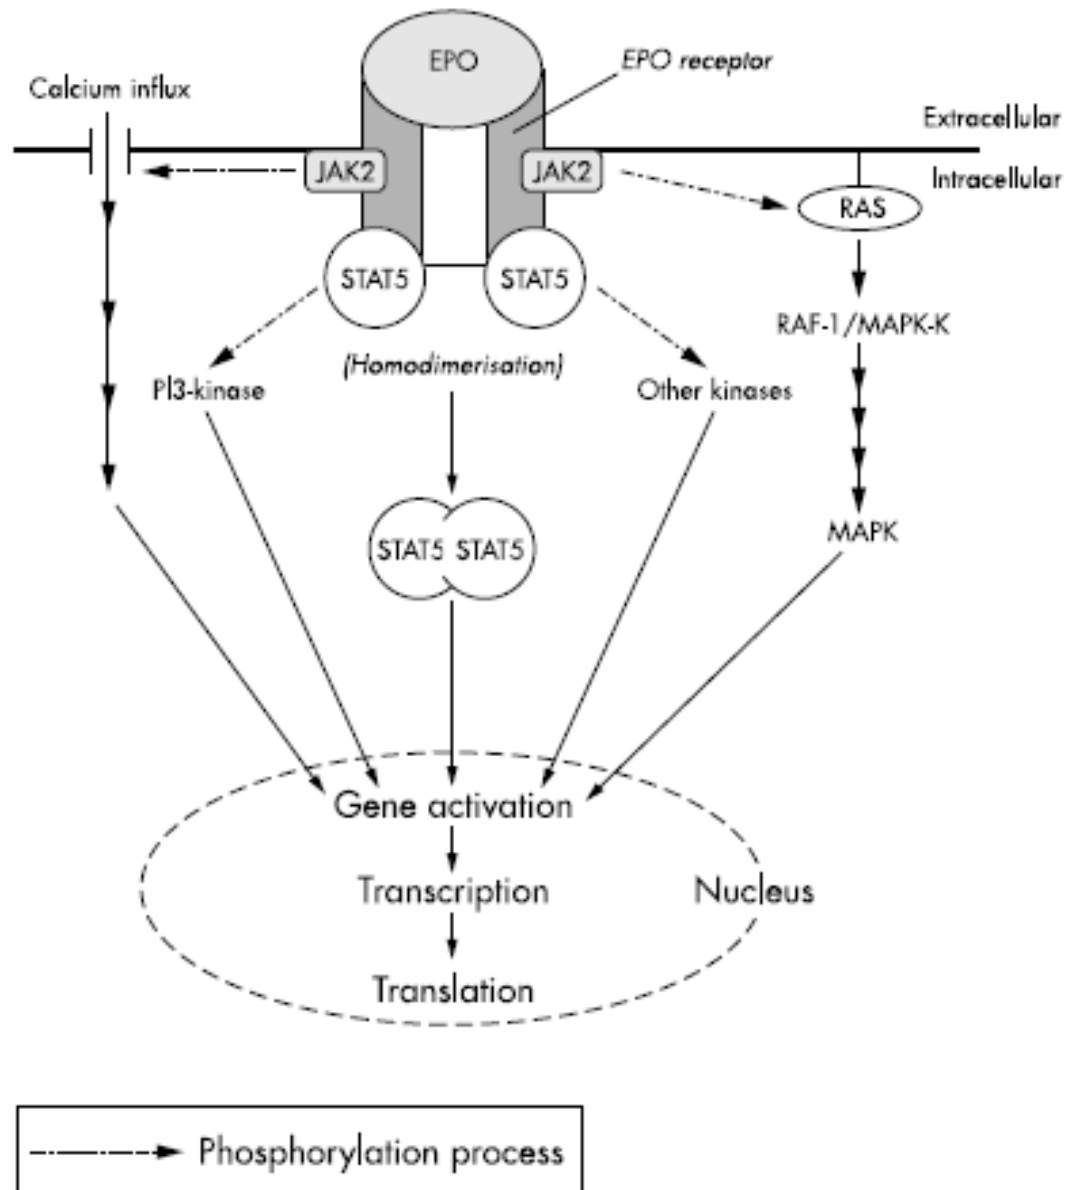 EPO
EPO receptor
Calcium influx
Extracellular
JAK2
JAK2
Intracellular
RAS
STAT5
STAT5
RAF-1/MAPK-K
(Homodimerisation)
PI3-kinase
Other kinases
MAPK
STAT5 STAT5
Gene activation
Transcription
Nucleus
Translation
Phosphorylation process